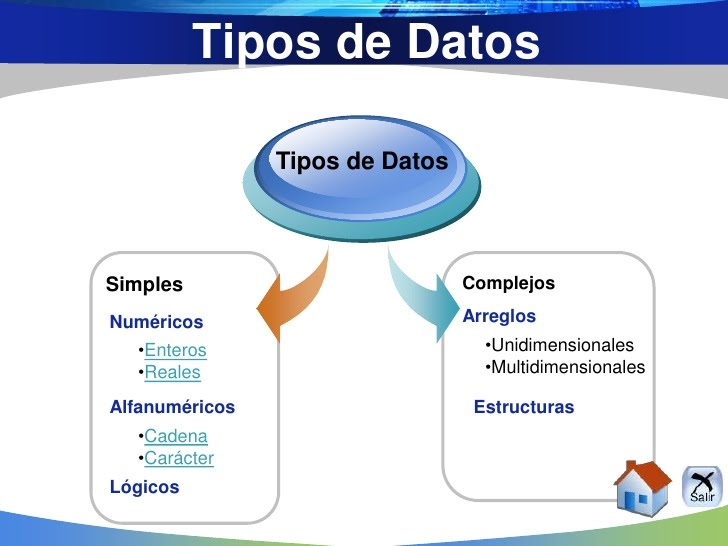 Tipos de Datos
Tipos de Datos
Simples
Numéricos
•Enteros
•Reales
Alfanuméricos
•Cadena
•Carácter
Lógicos
Complejos
Arreglos
•Unidimensionales
•Multidimensionales
Estructuras
Salir